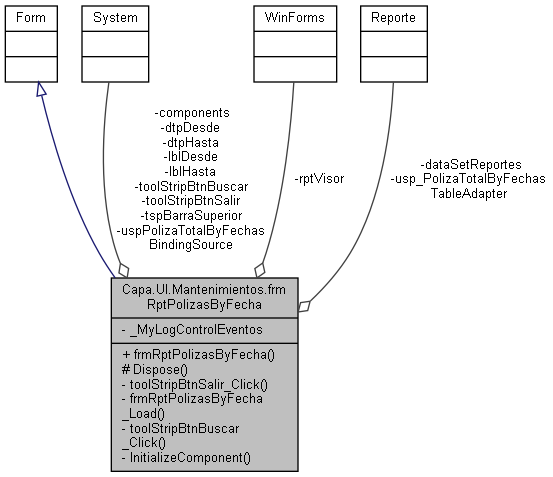 Form
System
WinForms
Reporte
-components
-dtpDesde
-dtpHasta
-lblDesde
-lblHasta
-toolStripBtnBuscar
-toolStripBtnSalir
-tspBarraSuperior
-uspPolizaTotalByFechas
BindingSource
-rptVisor
-dataSetReportes
-usp_PolizaTotalByFechas
TableAdapter
Capa.UI.Mantenimientos.frm
RptPolizasByFecha
- _MyLogControlEventos
+ frmRptPolizasByFecha()
# Dispose()
- toolStripBtnSalir_Click()
- frmRptPolizasByFecha
_Load()
- toolStripBtnBuscar
_Click()
- InitializeComponent()